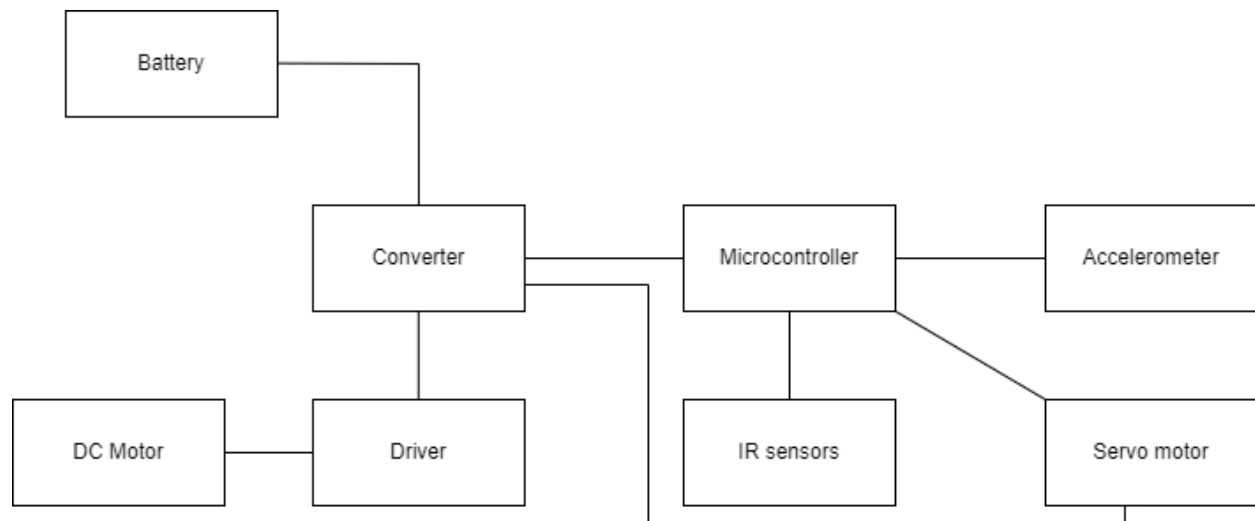 Battery
Converter
Microcontroller
Accelerometer
DC Motor
Driver
IR sensors
Servo motor